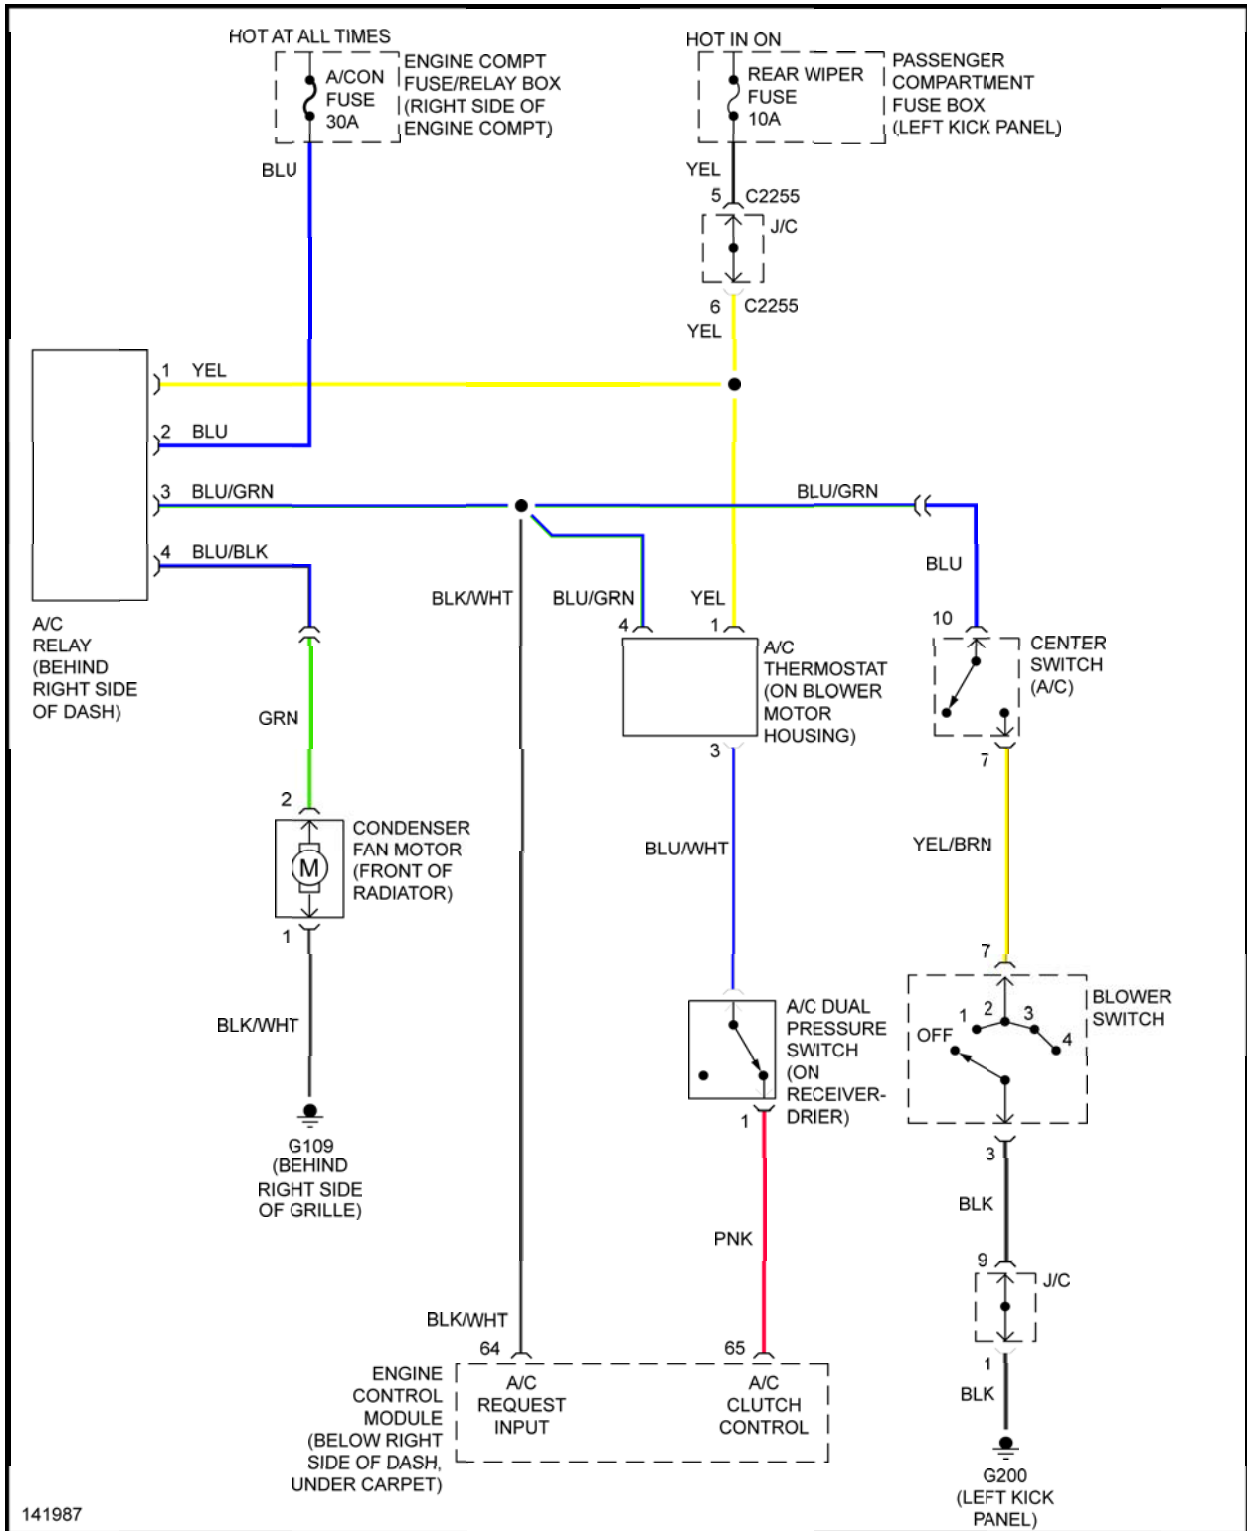 HOT AT ALL TIMES
A/CON
FUSE
30A
ENGINE COMPT
FUSE/RELAY BOX
(RIGHT SIDE OF
ENGINE COMPT)
HOT IN ON
REAR WIPER
FUSE
10A
PASSENGER
COMPARTMENT
FUSE BOX
(LEFT KICK PANEL)
BLU
YEL
5 C2255
J/C
6 C2255
YEL
1 YEL
2 BLU
3 BLU/GRN
BLU/GRN
4 BLU/BLK
BLU
BLK/WHT
BLU/GRN
YEL
4
1
10
A/C
RELAY
(BEHIND
RIGHT SIDE
OF DASH)
A/C
THERMOSTAT
(ON BLOWER
MOTOR
HOUSING)
CENTER
SWITCH
(A/C)
GRN
3
7
2
CONDENSER
FAN MOTOR
(FRONT OF
RADIATOR)
M
1
BLU/WHT
YEL/BRN
7
BLK/WHT
A/C DUAL
PRESSURE
SWITCH
(ON
RECEIVER-
DRIER)
1
BLOWER
SWITCH
OFF
1
2
3
4
3
G109
(BEHIND
RIGHT SIDE
OF GRILLE)
PNK
BLK
9
J/C
1
BLK
BLK/WHT
64
65
ENGINE
CONTROL
MODULE
(BELOW RIGHT
SIDE OF DASH,
UNDER CARPET)
A/C
REQUEST
INPUT
A/C
CLUTCH
CONTROL
G200
(LEFT KICK
PANEL)
141987